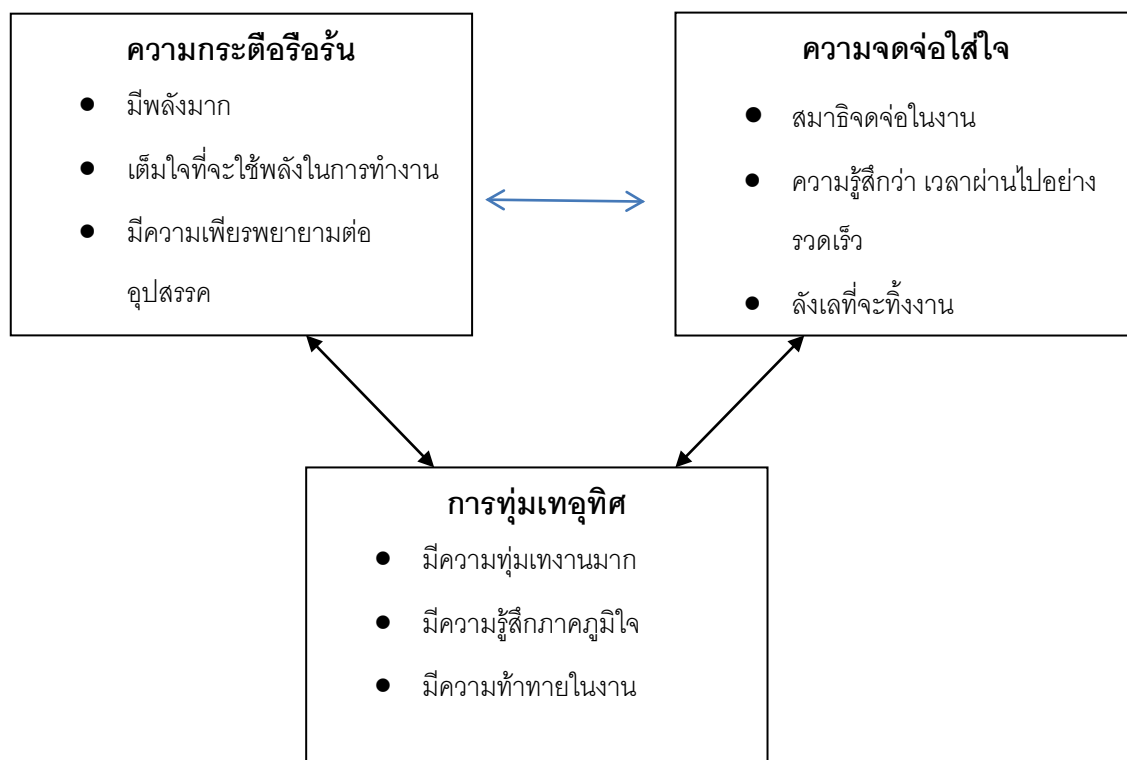 ความกระตือรือร้น
● มีพลังมาก
● เต็มใจที่จะใช้พลังในการทำงาน
● มีความเพียรพยายามต่อ
อุปสรรค
ความจดจ่อใส่ใจ
● สมาธิจดจ่อในงาน
● ความรู้สึกว่า เวลาผ่านไปอย่าง
รวดเร็ว
● ลังเลที่จะทิ้งงาน
การทุ่มเทอุทิศ
● มีความทุ่มเทงานมาก
● มีความรู้สึกภาคภูมิใจ
● มีความท้าทายในงาน